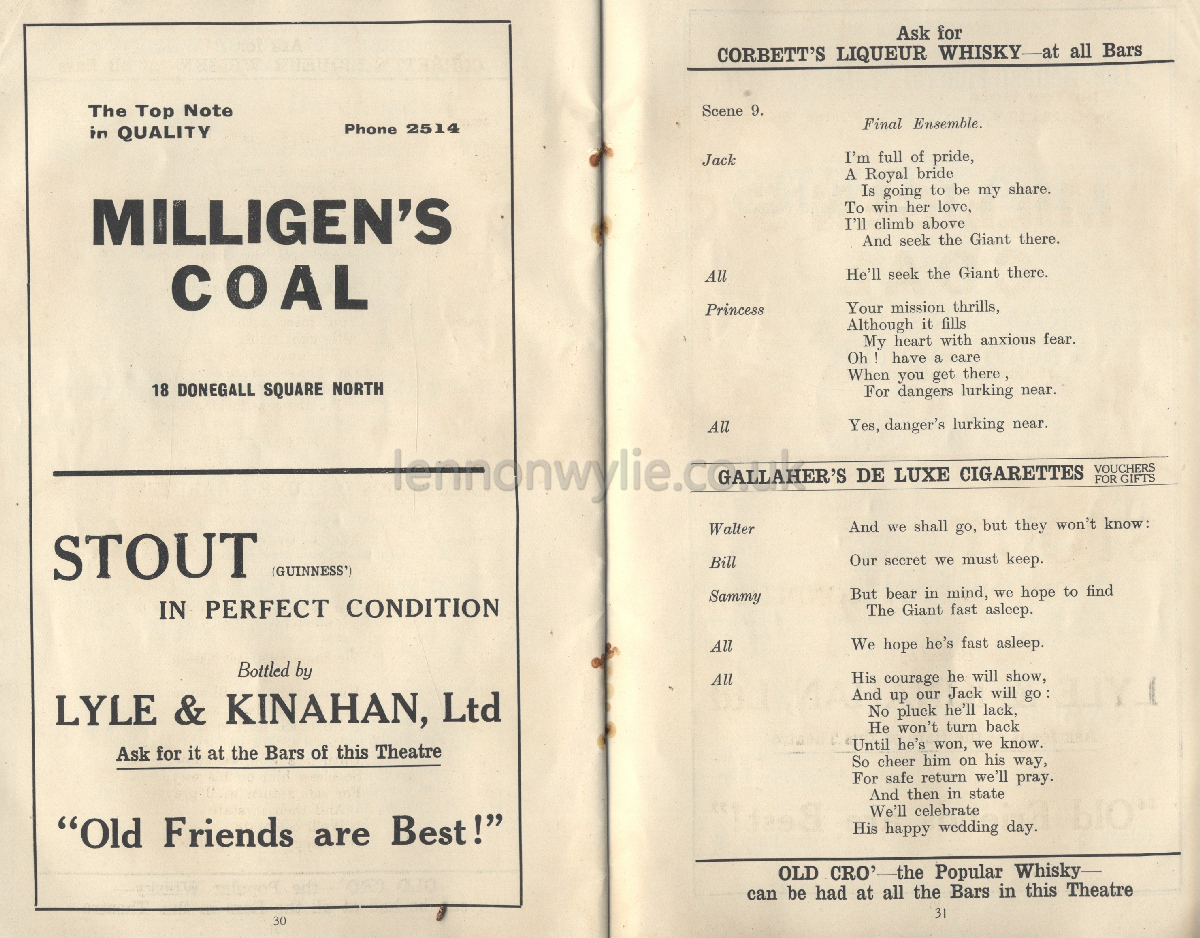 The Top Note
in QUALITY
Phone 2514
MILLIGEN'S
COAL
18 DONEGALL SQUARE NORTH
STOUT (GUINNESS')
IN PERFECT CONDITION
Bottled by
LYLE & KINAHAN, Ltd
Ask for it at the Bars of this Theatre
"Old Friends are Best!"
30
Ask for
CORBETT'S LIQUEUR WHISKY—at all Bars
Scene 9.
Final Ensemble.
Jack I'm full of pride,
A Royal bride
Is going to be my share.
To win her love,
I'll climb above
And seek the Giant there.
All He'll seek the Giant there.
Princess Your mission thrills,
Although it fills
My heart with anxious fear.
Oh ! have a care
When you get there ,
For dangers lurking near.
All Yes, danger's lurking near.
lennonwylie.co.uk
GALLAHER'S DE LUXE CIGARETTES VOUCHERS
FOR GIFTS
Walter And we shall go, but they won't know:
Bill Our secret we must keep.
Sammy But bear in mind, we hope to find
The Giant fast asleep.
All We hope he's fast asleep.
All His courage he will show,
And up our Jack will go :
No pluck he'll lack,
He won't turn back
Until he's won, we know.
So cheer him on his way,
For safe return we'll pray.
And then in state
We'll celebrate
His happy wedding day.
OLD CRO'—the Popular Whisky—
can be had at all the Bars in this Theatre
31